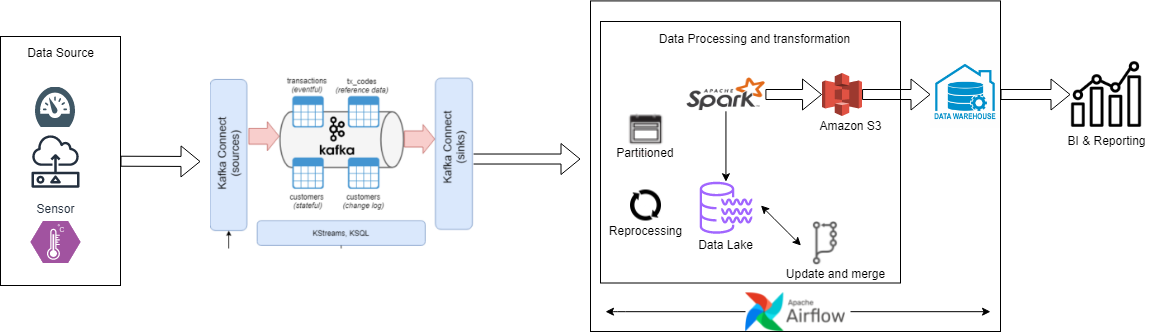 Data Source
Sensor
°C
Kafka Connect
(sources)
transactions
(eventful)
tx_codes
(reference data)
kafka
customers
(stateful)
customers
(change log)
KStreams, KSQL
Kafka Connect
(sinks)
Data Processing and transformation
APACHE
Spark
Amazon S3
Partitioned
Reprocessing
Data Lake
Update and merge
DATA WAREHOUSE
BI & Reporting
Apache
Airflow